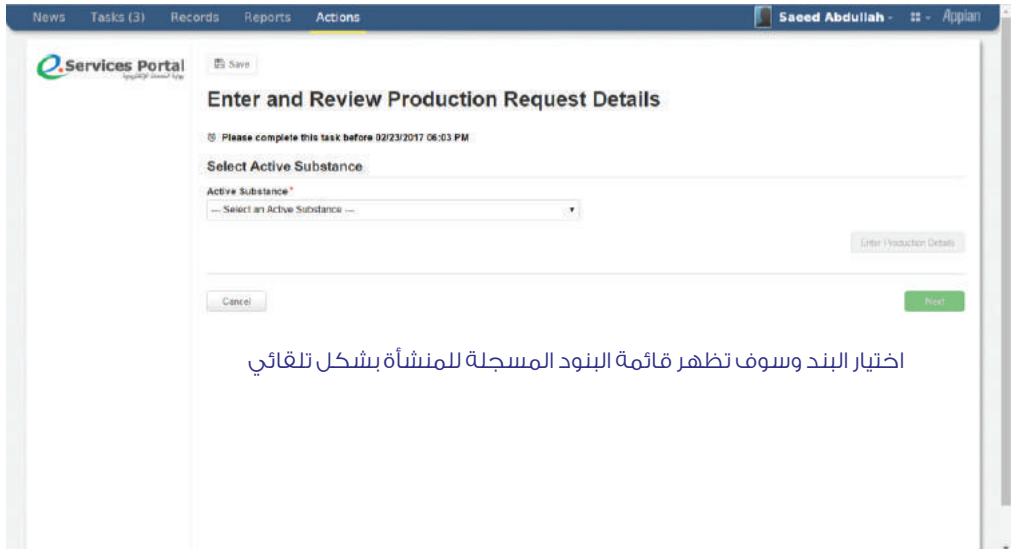 News Tasks (3) Records Reports Actions Saeed Abdullah Appian
e.Services Portal
Save
Enter and Review Production Request Details
Please complete this task before 02/23/2017 06:03 PM
Select Active Substance
Active Substance *
--- Select an Active Substance ---
Enter Production Details
Cancel Next
اختيار البند وسوف تظهر قائمة البنود المسجلة للمنشأة بشكل تلقائي